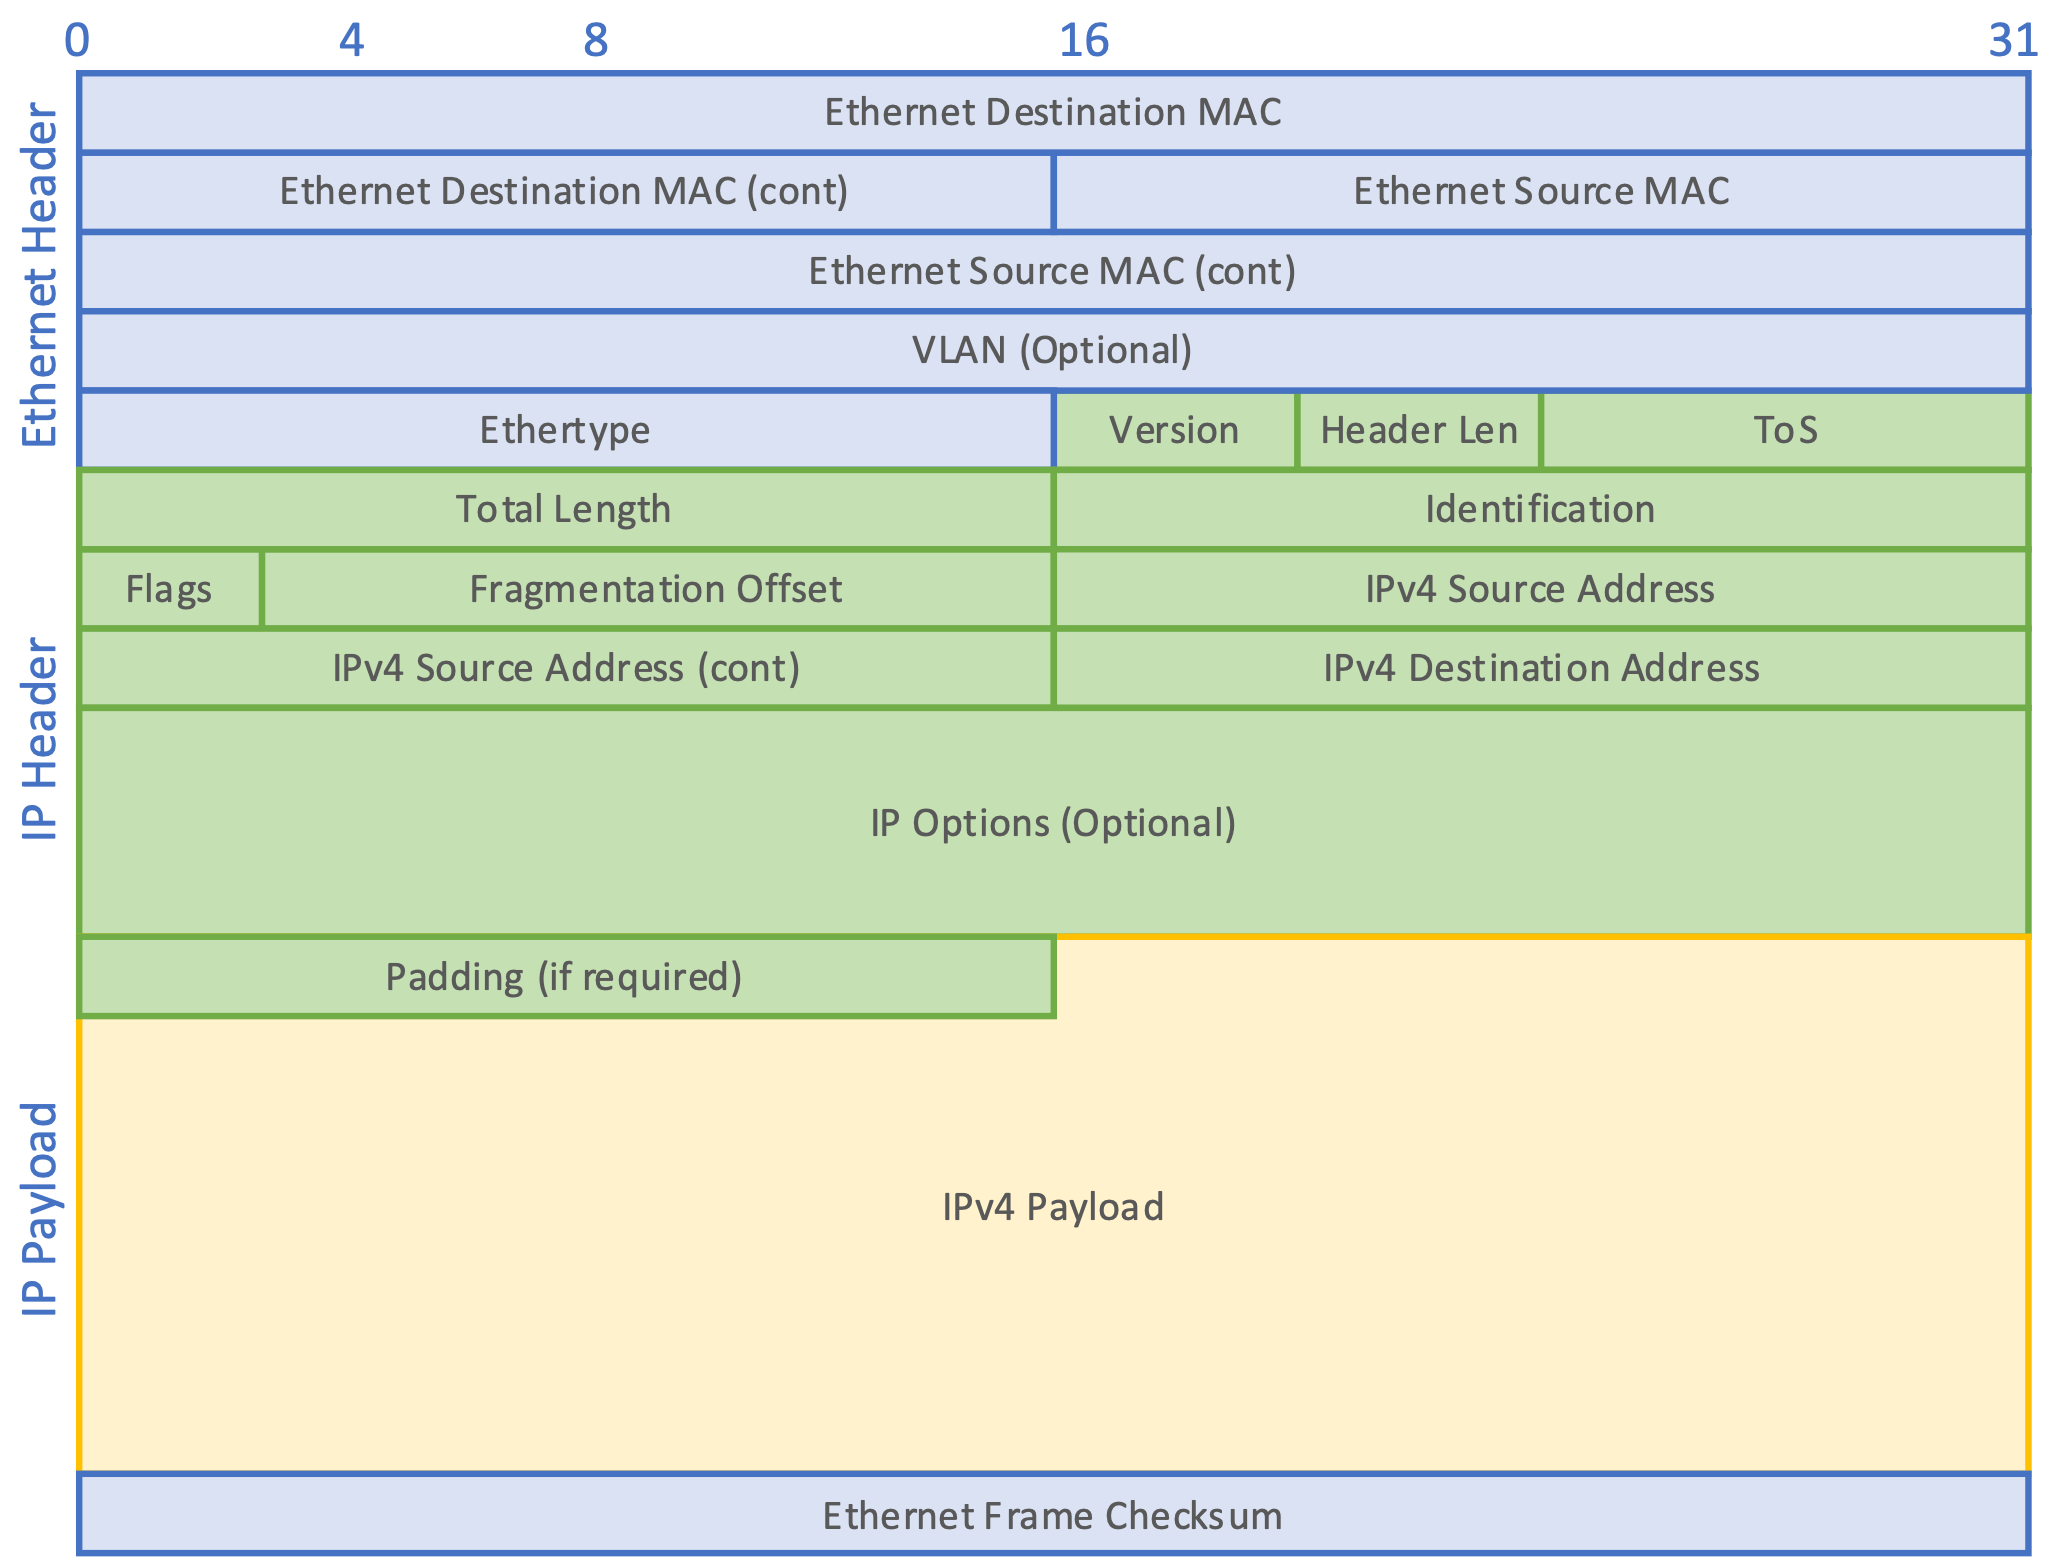 0 4 8 16 31
Ethernet Header
Ethernet Destination MAC
Ethernet Destination MAC (cont) Ethernet Source MAC
Ethernet Source MAC (cont)
VLAN (Optional)
Ethertype Version Header Len ToS
IP Header
Total Length Identification
Flags Fragmentation Offset IPv4 Source Address
IPv4 Source Address (cont) IPv4 Destination Address
IP Options (Optional)
Padding (if required)
IP Payload
IPv4 Payload
Ethernet Frame Checksum